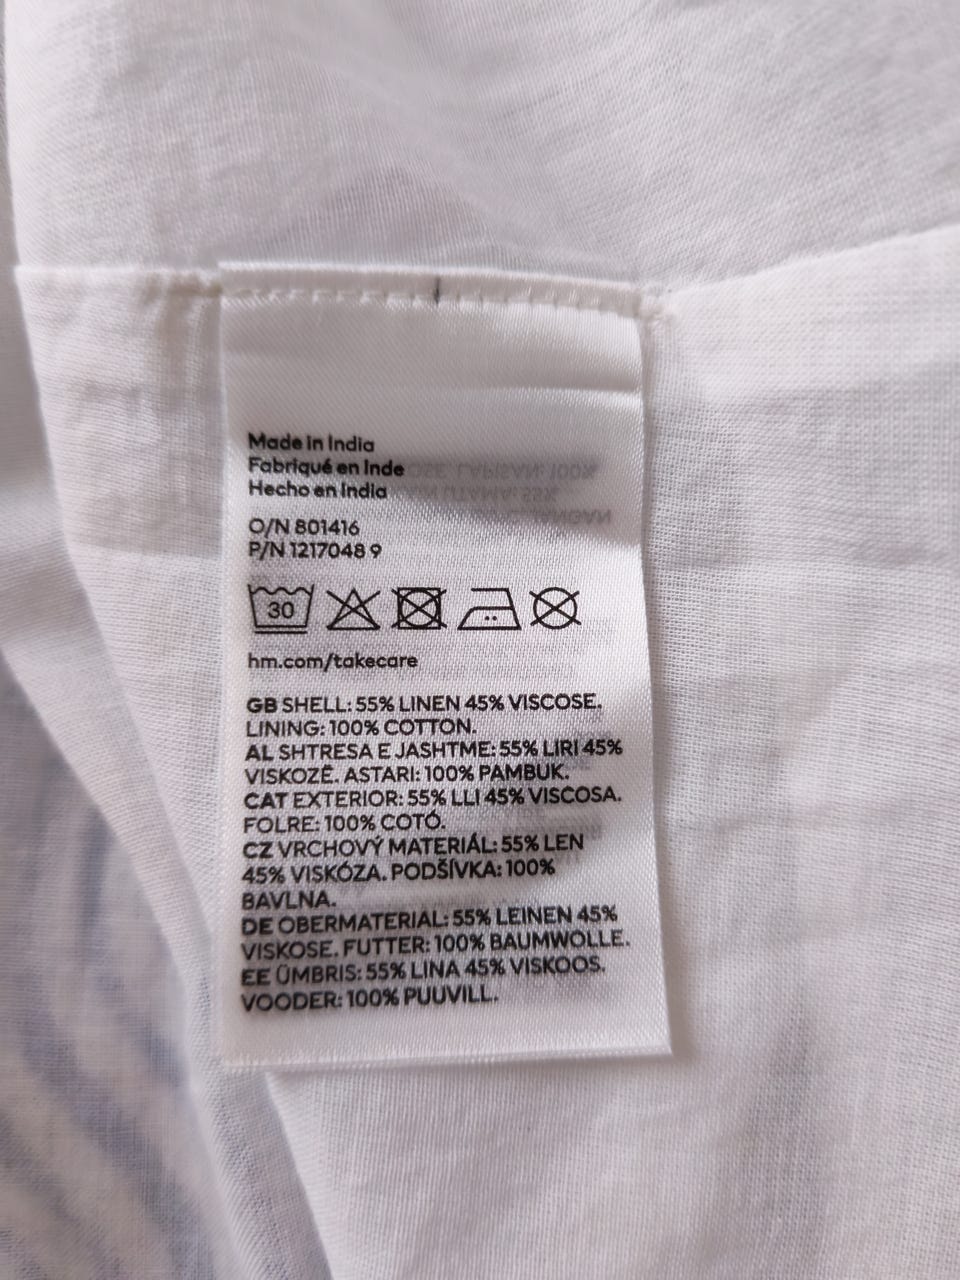 Made in India
Fabriqué en Inde
Hecho en India
O/N 801416
P/N 1217048 9
30
hm.com/takecare
GB SHELL: 55% LINEN 45% VISCOSE.
LINING: 100% COTTON.
AL SHTRESA E JASHTME: 55% LIRI 45%
VISKOZË. ASTARI: 100% PAMBUK.
CAT EXTERIOR: 55% LLI 45% VISCOSA.
FOLRE: 100% COTÓ.
CZ VRCHOVÝ MATERIÁL: 55% LEN
45% VISKÓZA. PODŠÍVKA: 100%
BAVLNA.
DE OBERMATERIAL: 55% LEINEN 45%
VISKOSE. FUTTER: 100% BAUMWOLLE.
EE ÜMBRIS: 55% LINA 45% VISKOOS.
VOODER: 100% PUUVILL.